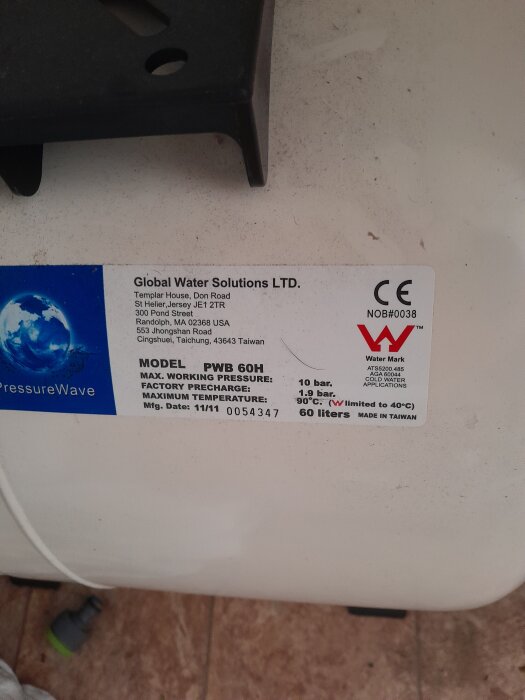 Global Water Solutions LTD.
Templar House, Don Road
St Helier,Jersey JE1 2TR
300 Pond Street
Randolph, MA 02368 USA
553 Jhongshan Road
Cingshuei, Taichung, 43643 Taiwan
CE
NOB#0038
W™
Water Mark
ATS5200.485
AGA 60044
COLD WATER
APPLICATIONS
PressureWave
MODEL PWB 60H
MAX. WORKING PRESSURE: 10 bar.
FACTORY PRECHARGE: 1.9 bar.
MAXIMUM TEMPERATURE: 90°C. (W limited to 40°C)
Mfg. Date: 11/11 0054347 60 liters MADE IN TAIWAN